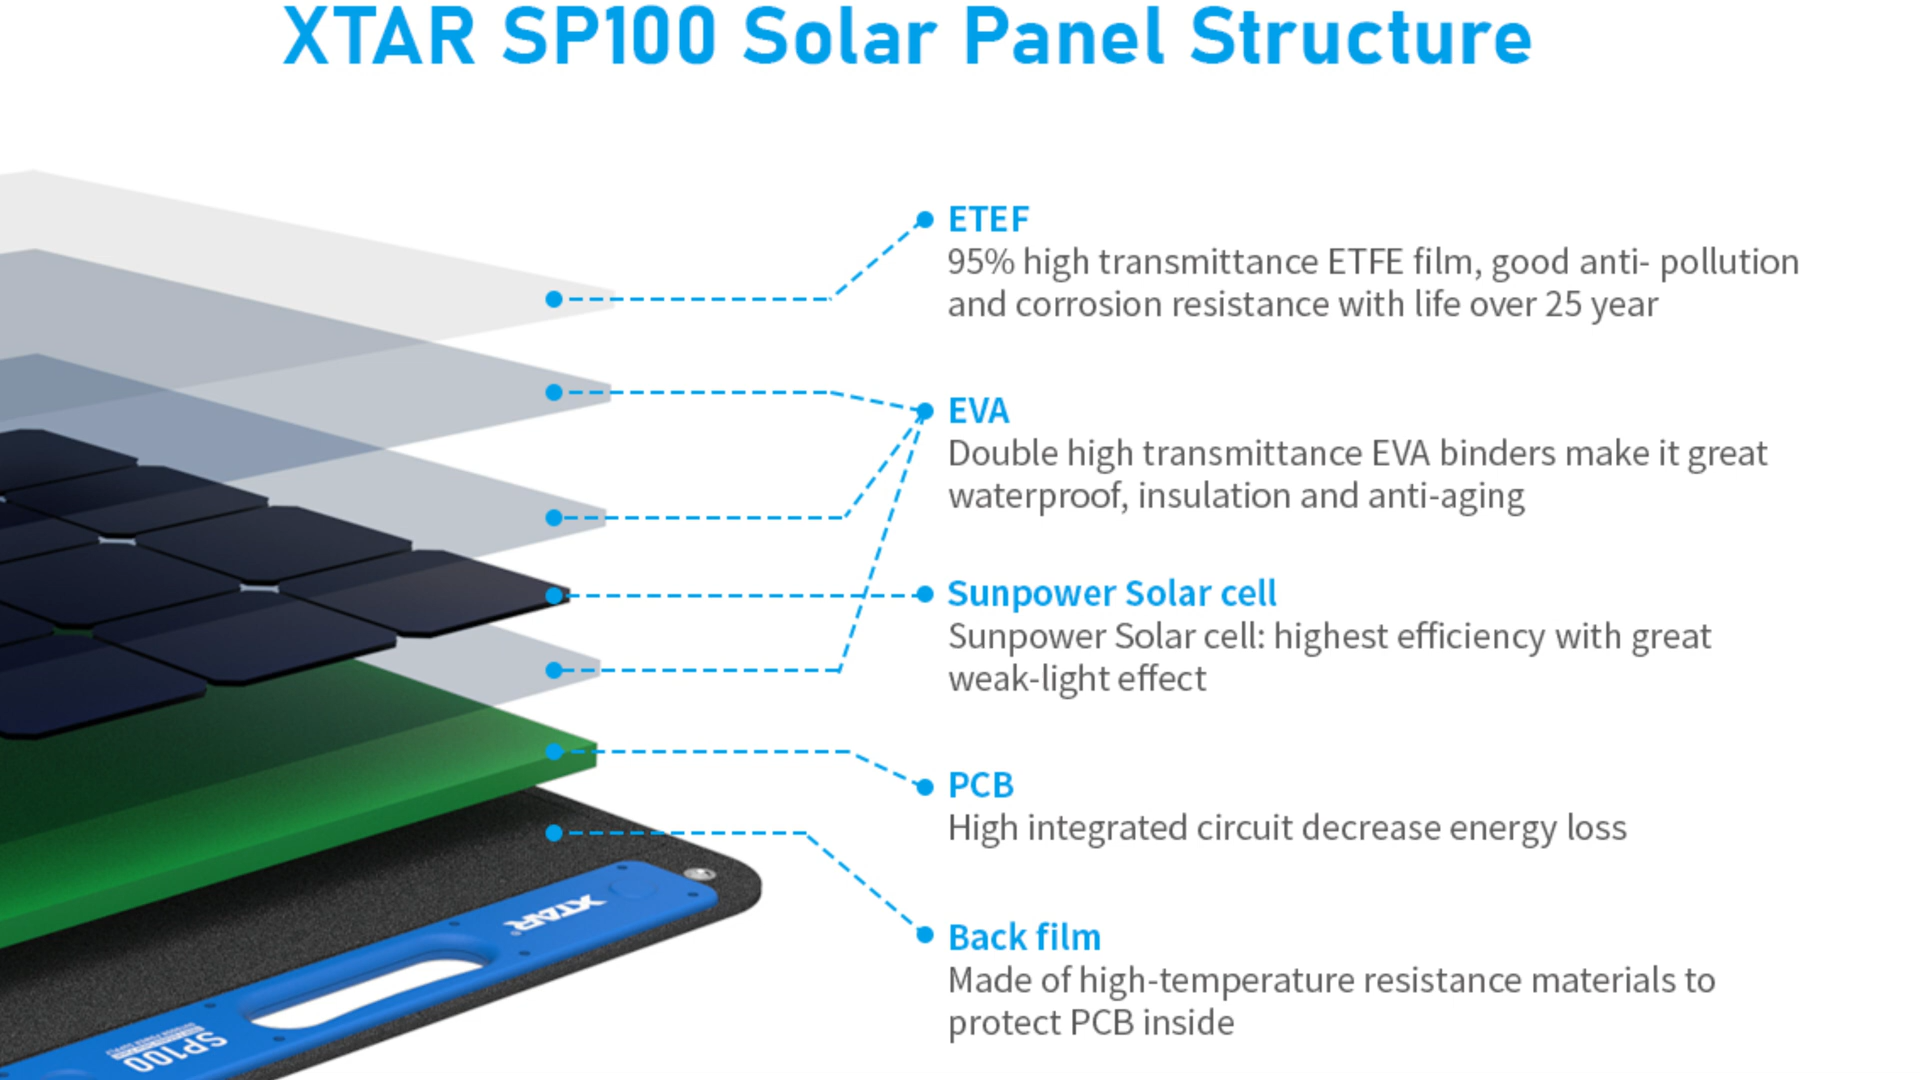 XTAR SP100 Solar Panel Structure
ETEF
95% high transmittance ETFE film, good anti- pollution
and corrosion resistance with life over 25 year
EVA
Double high transmittance EVA binders make it great
waterproof, insulation and anti-aging
Sunpower Solar cell
Sunpower Solar cell: highest efficiency with great
weak-light effect
PCB
High integrated circuit decrease energy loss
Back film
Made of high-temperature resistance materials to
protect PCB inside
XTAR
SP100